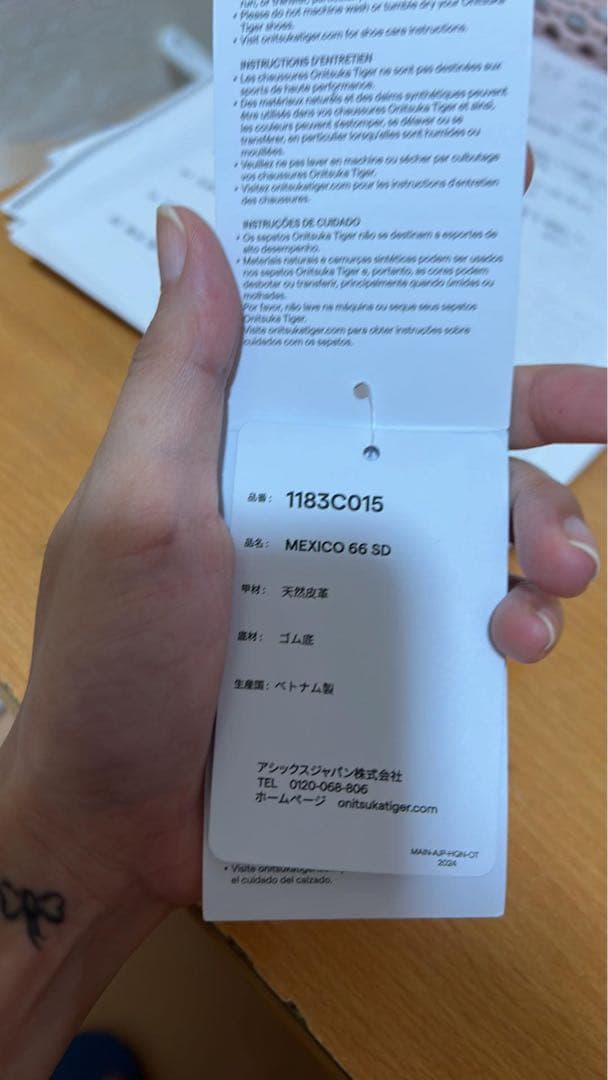 • Please do not machine wash or tumble dry your Onitsuka
Tiger shoes.
• Visit onitsukatiger.com for shoe care instructions.
INSTRUCTIONS D'ENTRETIEN
• Les chaussures Onitsuka Tiger ne sont pas destinées aux
sports de haute performance.
• Des matériaux naturels et des daims synthétiques peuvent
être utilisés dans vos chaussures Onitsuka Tiger et ainsi,
les couleurs peuvent s'estomper, se délaver ou se
transférer, en particulier lorsqu'elles sont humides ou
mouillées.
• Veuillez ne pas laver en machine ou sécher par culbutage
vos chaussures Onitsuka Tiger.
• Visitez onitsukatiger.com pour les instructions d'entretien
des chaussures.
INSTRUÇÕES DE CUIDADO
• Os sapatos Onitsuka Tiger não se destinam a esportes de
alto desempenho.
• Materiais naturais e camurças sintéticas podem ser usados
nos sapatos Onitsuka Tiger e, portanto, as cores podem
desbotar ou transferir, principalmente quando úmidas ou
molhadas.
Por favor, não lave na máquina ou seque seus sapatos
Onitsuka Tiger.
Visite onitsukatiger.com para obter instruções sobre
cuidados com os sapatos.
品番： 1183C015
品名： MEXICO 66 SD
甲材： 天然皮革
底材： ゴム底
生産国： ベトナム製
アシックスジャパン株式会社
TEL 0120-068-806
ホームページ onitsukatiger.com
MAIN-AJP-HQN-OT
2024
• Visite
el cuidado del calzado.